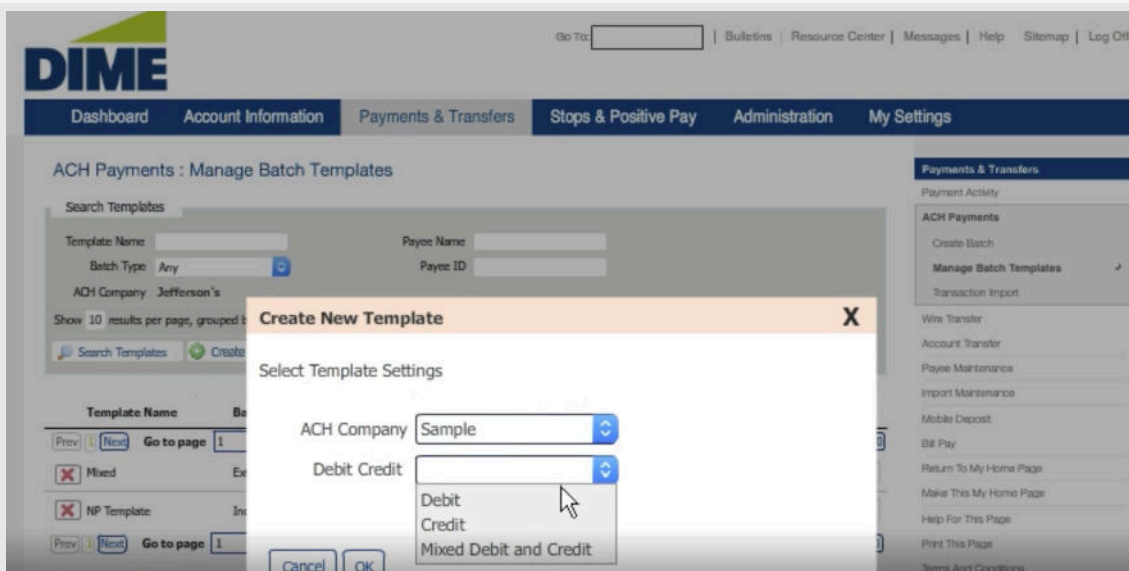 DIME
Go To: | Bulletins | Resource Center | Messages | Help Sitemap | Log Off
Dashboard Account Information Payments & Transfers Stops & Positive Pay Administration My Settings
ACH Payments : Manage Batch Templates
Search Templates
Template Name Payee Name
Batch Type Any Payee ID
ACH Company Jefferson's
Show 10 results per page, grouped
Search Templates Create
Template Name
Prev 1 Next Go to page 1
Mixed
NP Template
Prev 1 Next Go to page 1
Create New Template X
Select Template Settings
ACH Company Sample
Debit Credit
Debit
Credit
Mixed Debit and Credit
Cancel OK
Payments & Transfers
Payment Activity
ACH Payments
Create Batch
Manage Batch Templates
Transaction Import
Wire Transfer
Account Transfer
Payee Maintenance
Import Maintenance
Mobile Deposit
Bill Pay
Return To My Home Page
Make This My Home Page
Help For This Page
Print This Page
Terms And Conditions